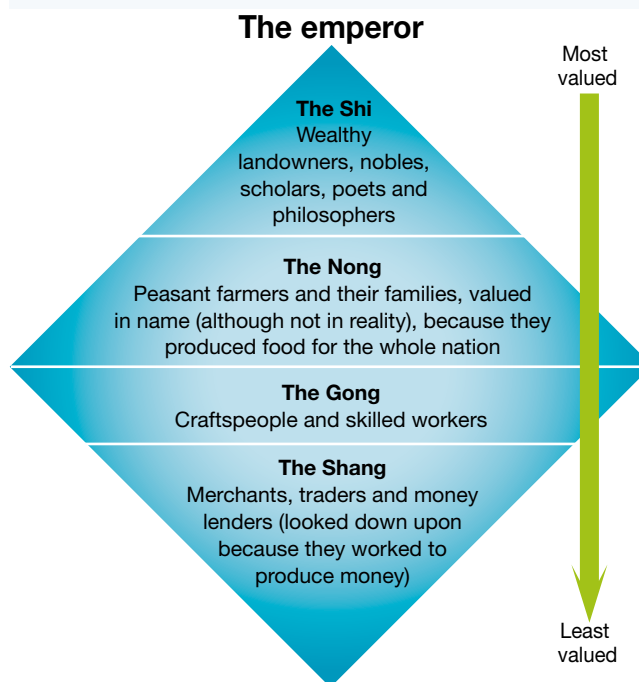 The emperor
Most
valued
The Shi
Wealthy
landowners, nobles,
scholars, poets and
philosophers
The Nong
Peasant farmers and their families, valued
in name (although not in reality), because they
produced food for the whole nation
The Gong
Craftspeople and skilled workers
The Shang
Merchants, traders and money
lenders (looked down upon
because they worked to
produce money)
Least
valued